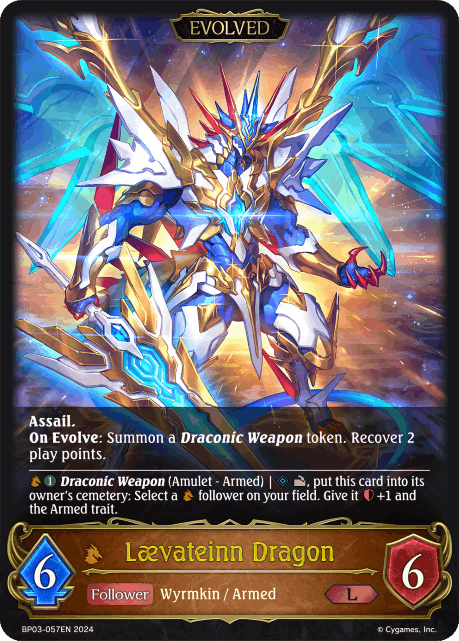 EVOLVED
Assail.
On Evolve: Summon a Draconic Weapon token. Recover 2
play points.
1 Draconic Weapon (Amulet - Armed) | , put this card into its
owner's cemetery: Select a follower on your field. Give it +1 and
the Armed trait.
Lævateinn Dragon
6
Follower
Wyrmkin / Armed
L
6
BP03-057EN 2024
© Cygames, Inc.